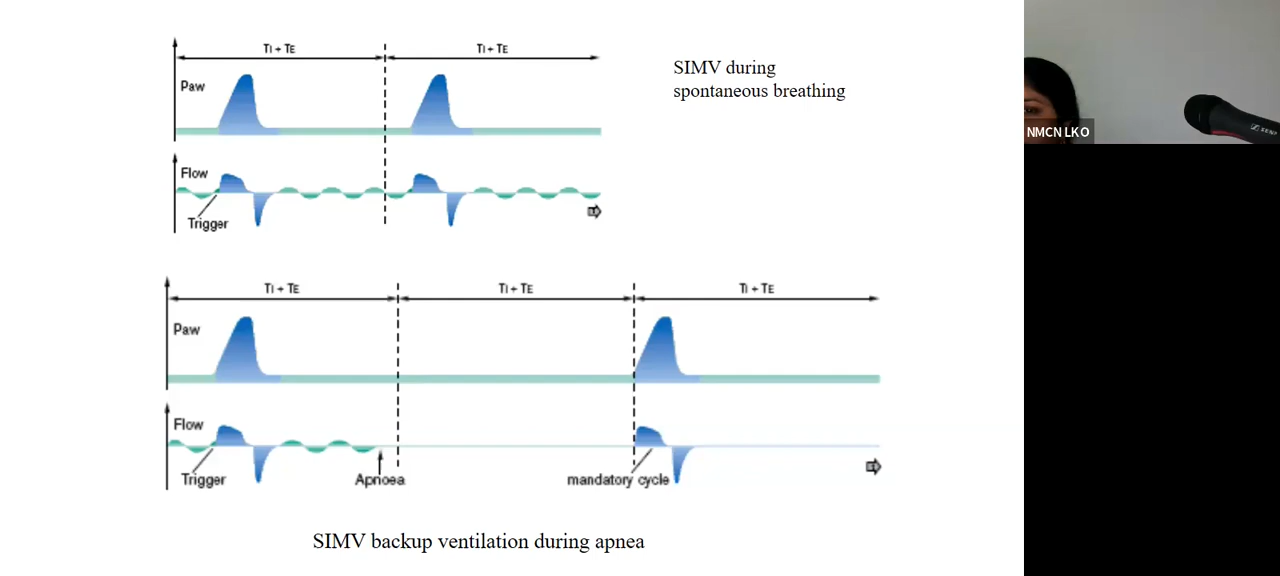 TI + TE TI + TE
Paw
SIMV during
spontaneous breathing
Flow
Trigger
TI + TE TI + TE TI + TE
Paw
Flow
Trigger Apnoea mandatory cycle
SIMV backup ventilation during apnea
NMCN LKO